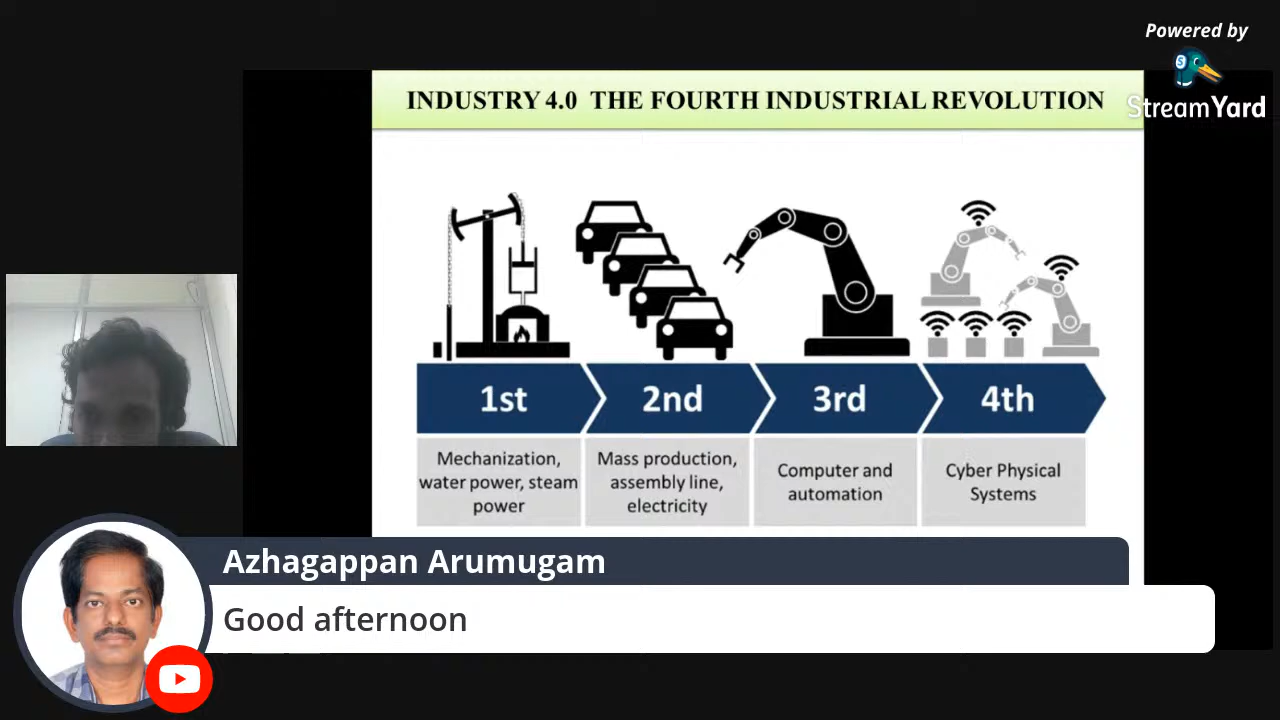 Powered by
StreamYard
INDUSTRY 4.0 THE FOURTH INDUSTRIAL REVOLUTION
1st
2nd
3rd
4th
Mechanization,
water power, steam
power
Mass production,
assembly line,
electricity
Computer and
automation
Cyber Physical
Systems
Azhagappan Arumugam
Good afternoon